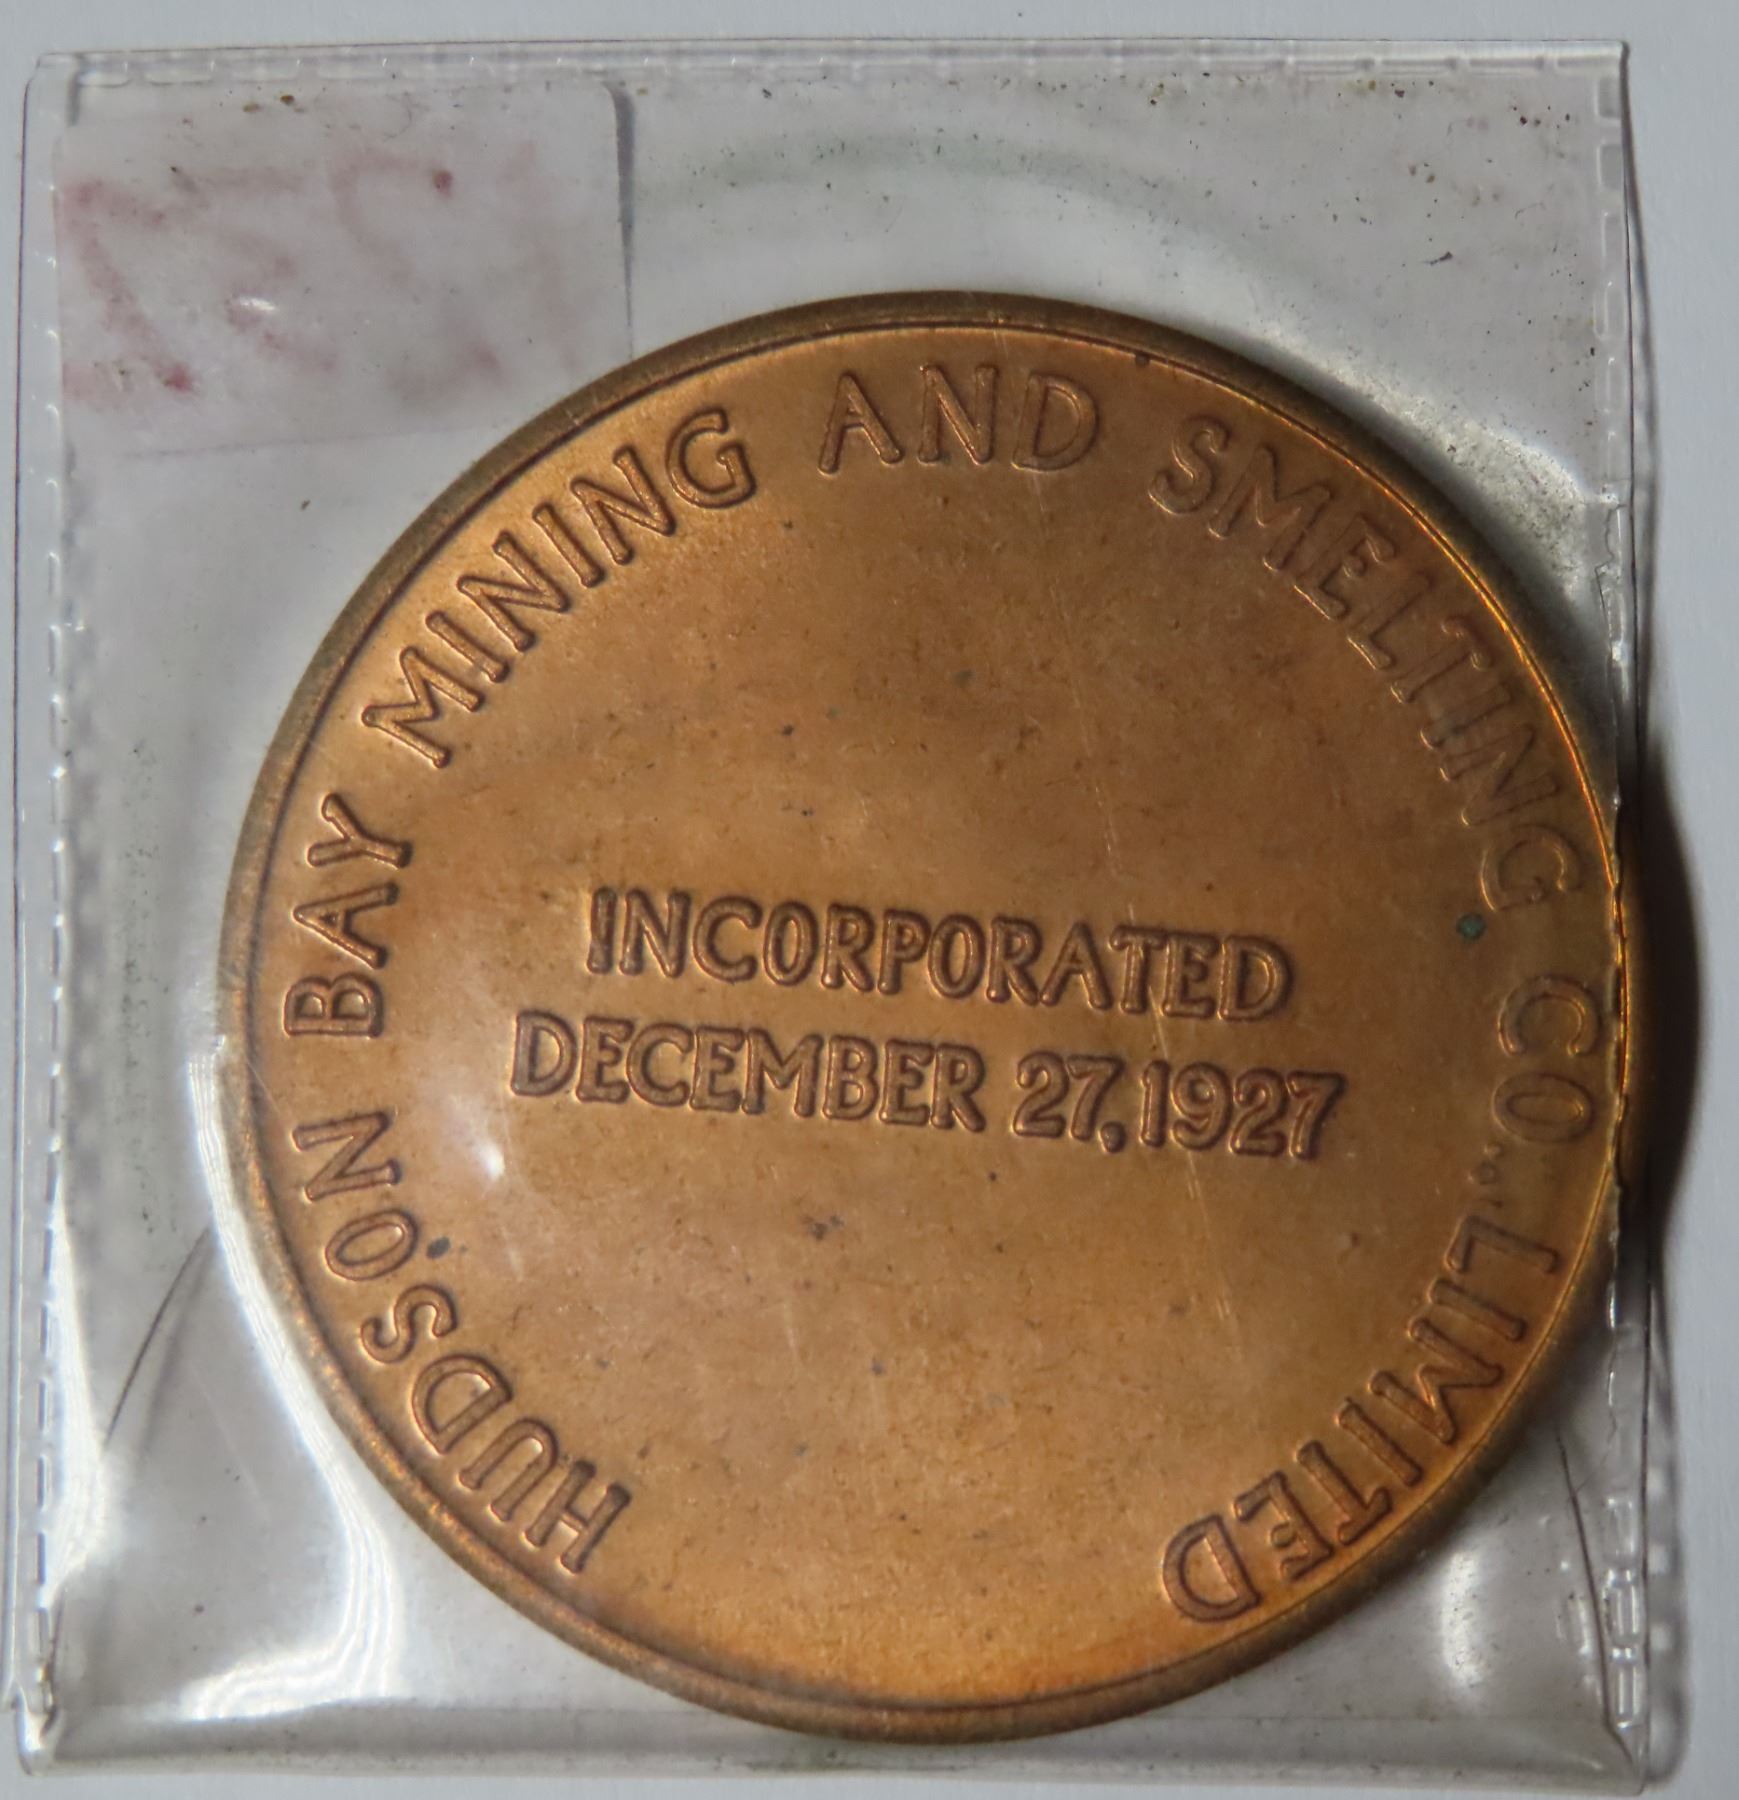 HUDSON BAY MINING AND SMELTING CO. LIMITED
INCORPORATED
DECEMBER 27, 1927